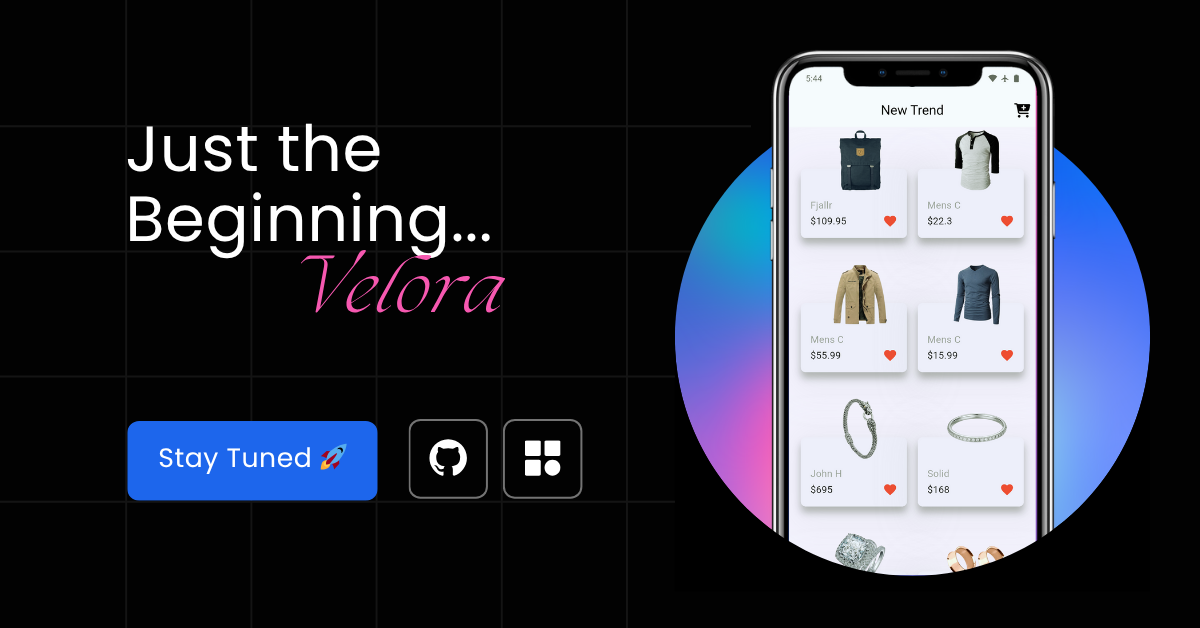 Just the
Beginning...
Velora
Stay Tuned 🚀
5:44
New Trend
Fjallr
$109.95
Mens C
$22.3
Mens C
$55.99
Mens C
$15.99
John H
$695
Solid
$168